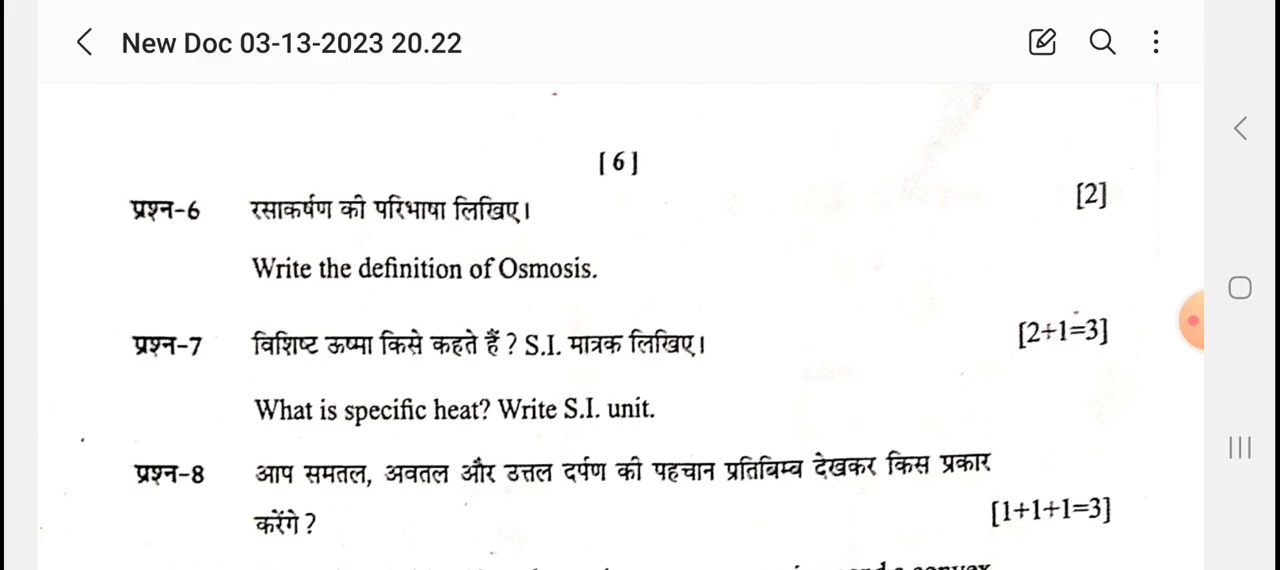 New Doc 03-13-2023 20.22
[6]
प्रश्न-6 रसाकर्षण की परिभाषा लिखिए। [2]
Write the definition of Osmosis.
प्रश्न-7 विशिष्ट ऊष्मा किसे कहते हैं ? S.I. मात्रक लिखिए। [2+1=3]
What is specific heat? Write S.I. unit.
प्रश्न-8 आप समतल, अवतल और उत्तल दर्पण की पहचान प्रतिबिम्ब देखकर किस प्रकार
करेंगे ? [1+1+1=3]